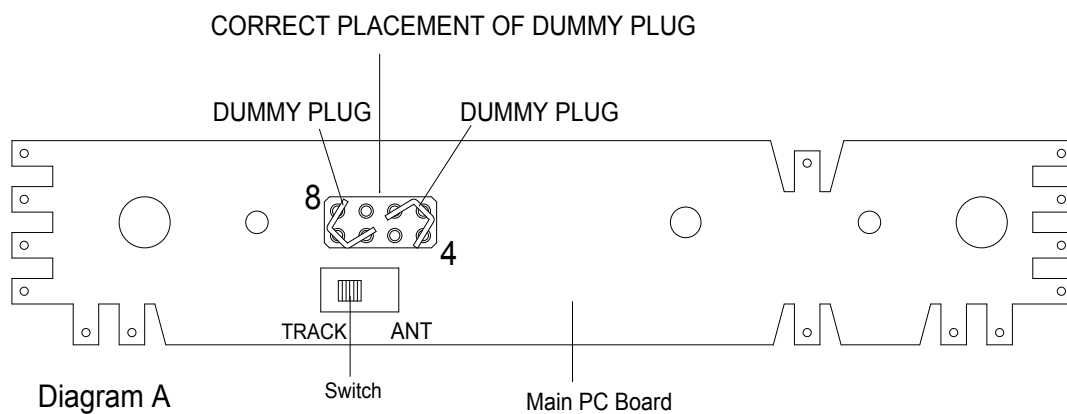 CORRECT PLACEMENT OF DUMMY PLUG
DUMMY PLUG
DUMMY PLUG
8
4
TRACK
ANT
Switch
Main PC Board
Diagram A